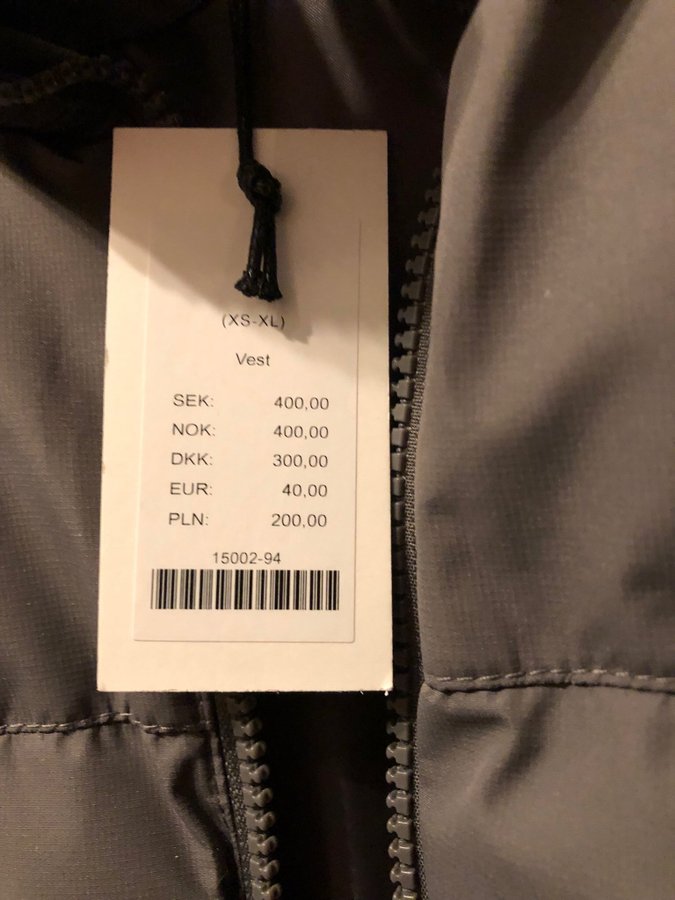 (XS-XL)
Vest
SEK: 400,00
NOK: 400,00
DKK: 300,00
EUR: 40,00
PLN: 200,00
15002-94